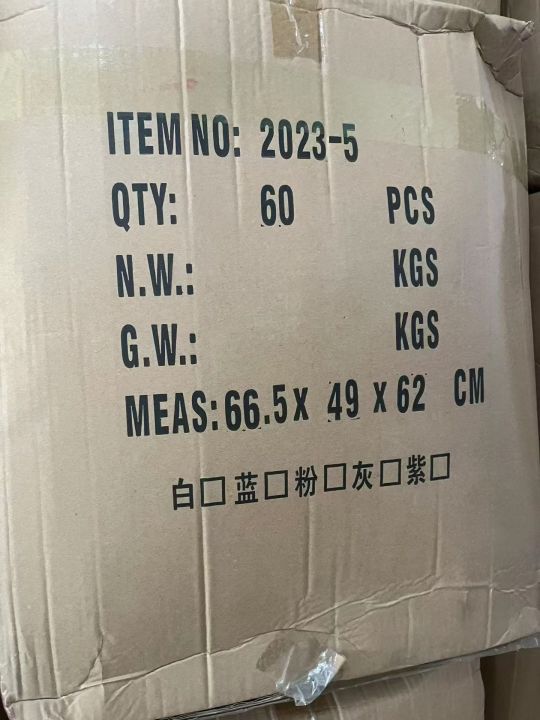 ITEM NO: 2023-5
QTY: 60 PCS
N.W.: KGS
G.W.: KGS
MEAS: 66.5 X 49 X 62 CM
白□蓝□粉□灰□紫□